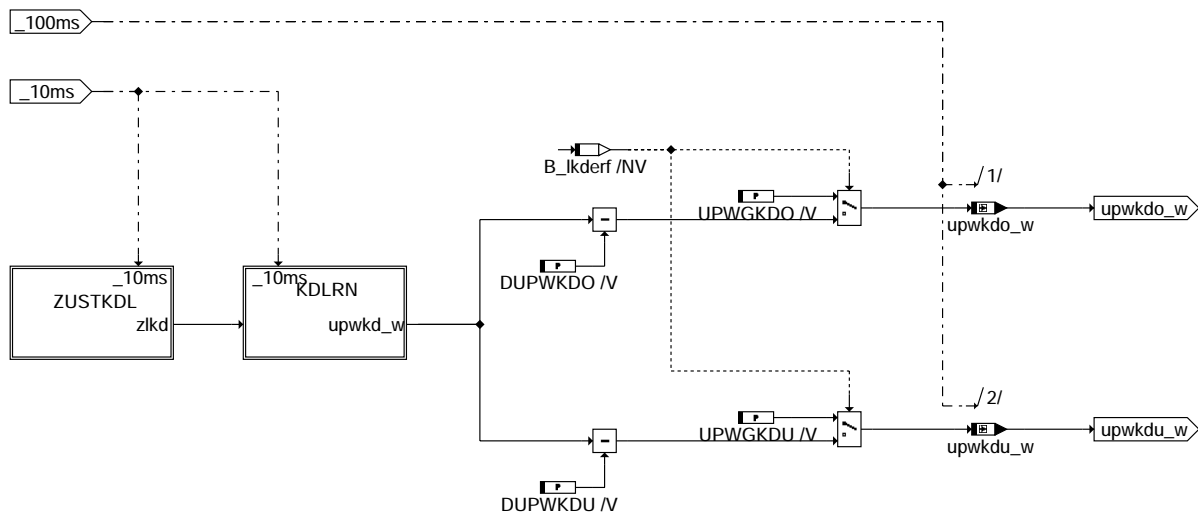 _100ms
_10ms
B_lkderf /NV
/1/
UPWGKDO /V
upwkdo_w
upwkdo_w
DUPWKDO /V
_10ms
ZUSTKDL
zlkd
_10ms
KDLRN
upwkd_w
/2/
UPWGKDU /V
upwkdu_w
upwkdu_w
DUPWKDU /V
P
P
P
P